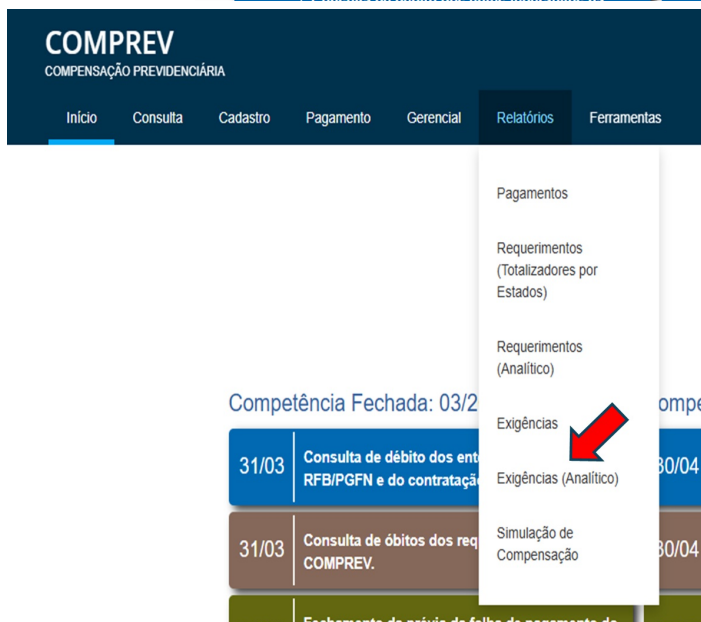 COMPREV
COMPENSAÇÃO PREVIDENCIÁRIA
Início Consulta Cadastro Pagamento Gerencial Relatórios Ferramentas
Pagamentos
Requerimentos
(Totalizadores por
Estados)
Requerimentos
(Analítico)
Exigências
Exigências (Analítico)
Simulação de
Compensação
Competência Fechada: 03/2
31/03
Consulta de débito dos ent
RFB/PGFN e do contrataçã
30/04
31/03
Consulta de óbitos dos req
COMPREV.
30/04